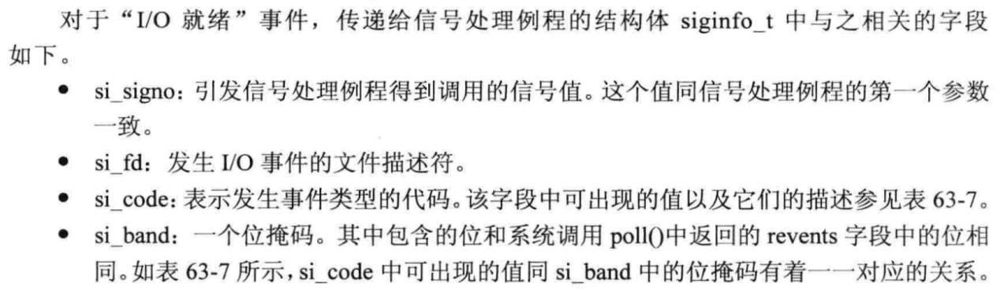 对于“I/O 就绪”事件，传递给信号处理例程的结构体 siginfo_t 中与之相关的字段
如下。
● si_signo：引发信号处理例程得到调用的信号值。这个值同信号处理例程的第一个参数
一致。
● si_fd：发生 I/O 事件的文件描述符。
● si_code：表示发生事件类型的代码。该字段中可出现的值以及它们的描述参见表 63-7。
● si_band：一个位掩码。其中包含的位和系统调用 poll()中返回的 revents 字段中的位相
同。如表 63-7 所示，si_code 中可出现的值同 si_band 中的位掩码有着一一对应的关系。